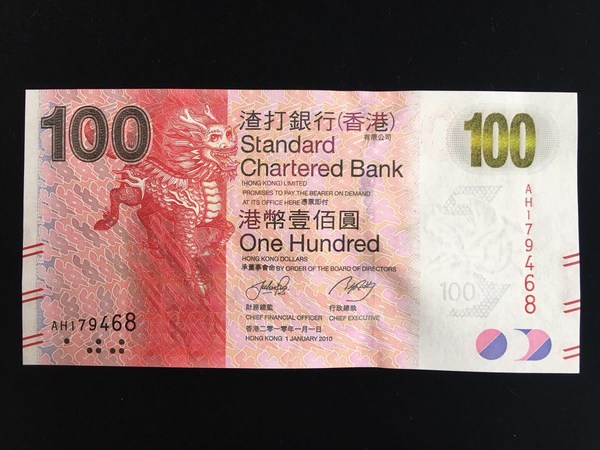 100
渣打銀行(香港)
有限公司
Standard
Chartered Bank
(HONG KONG) LIMITED
PROMISES TO PAY THE BEARER ON DEMAND
AT ITS OFFICE HERE 憑票即付
港幣壹佰圓
One Hundred
HONG KONG DOLLARS
承董事會命 BY ORDER OF THE BOARD OF DIRECTORS
財務總監 行政總裁
CHIEF FINANCIAL OFFICER CHIEF EXECUTIVE
香港二○一○年一月一日
HONG KONG 1 JANUARY 2010
AH179468
100
AH179468
100